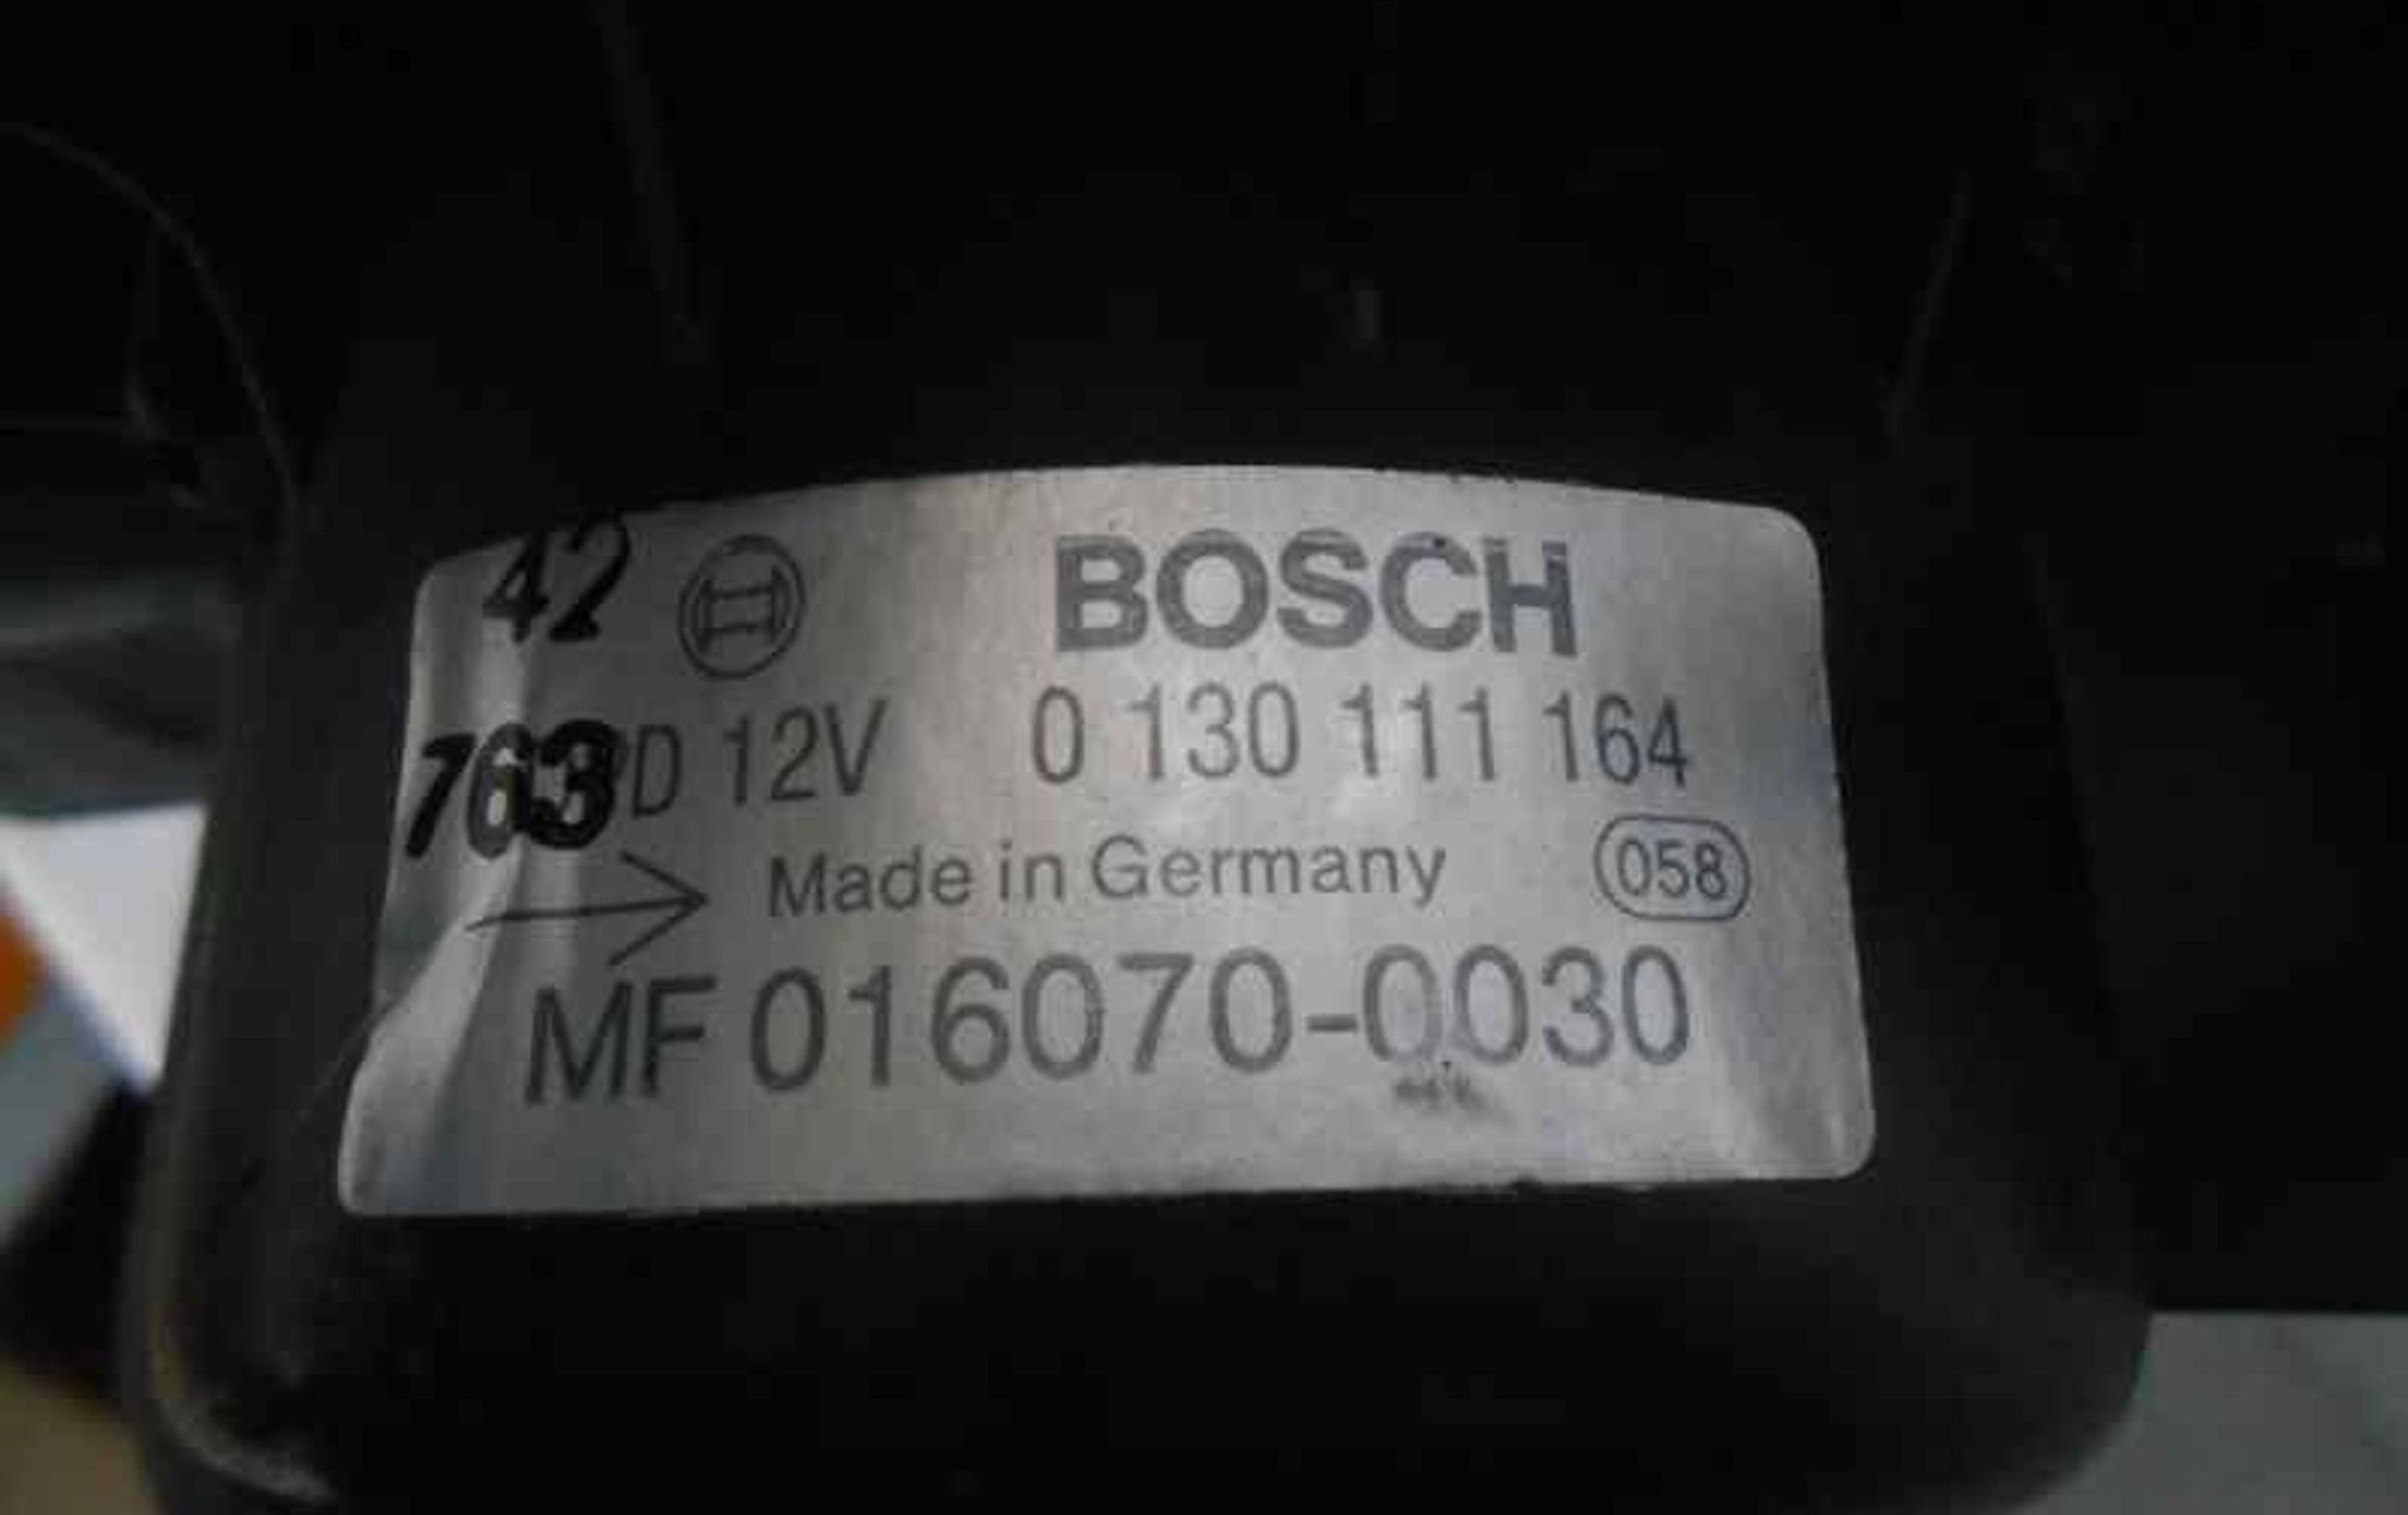 42 BOSCH
763 D 12V 0 130 111 164
Made in Germany 058
MF 016070-0030